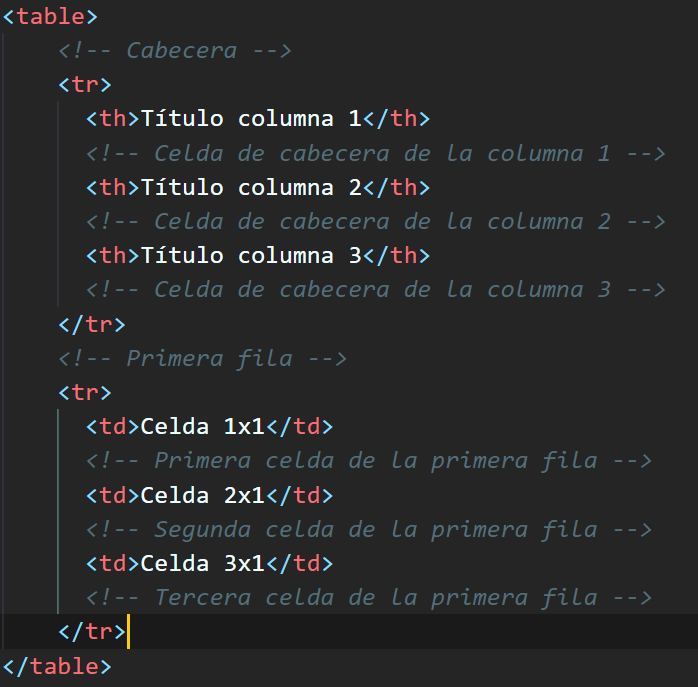 <table>
<!-- Cabecera -->
<tr>
<th>Título columna 1</th>
<!-- Celda de cabecera de la columna 1 -->
<th>Título columna 2</th>
<!-- Celda de cabecera de la columna 2 -->
<th>Título columna 3</th>
<!-- Celda de cabecera de la columna 3 -->
</tr>
<!-- Primera fila -->
<tr>
<td>Celda 1x1</td>
<!-- Primera celda de la primera fila -->
<td>Celda 2x1</td>
<!-- Segunda celda de la primera fila -->
<td>Celda 3x1</td>
<!-- Tercera celda de la primera fila -->
</tr>
</table>